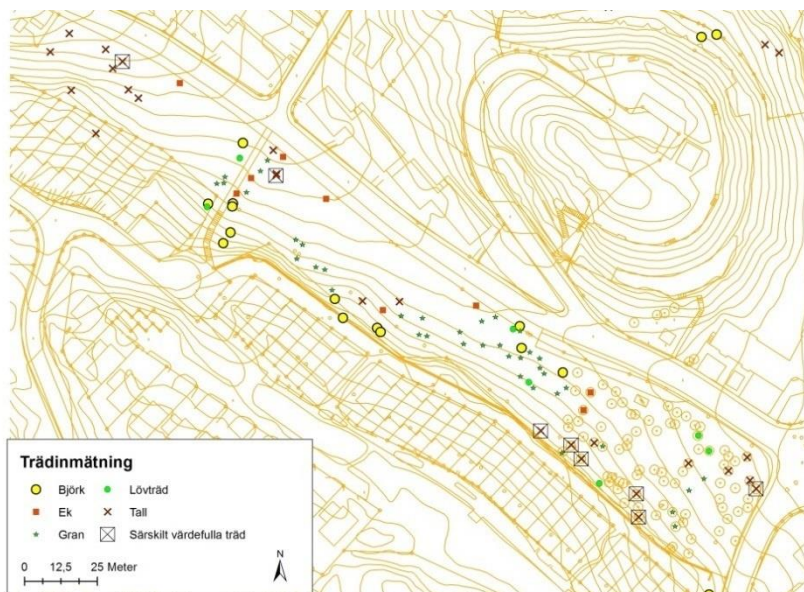 Trädinmätning
Björk Lövträd
Ek Tall
Gran Särskilt värdefulla träd
0 12,5 25 Meter
N